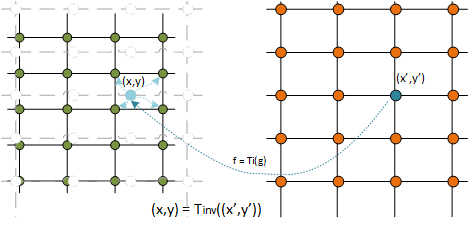 (x,y)
(x’,y’)
f = Ti(g)
(x,y) = Tinv((x’,y’))